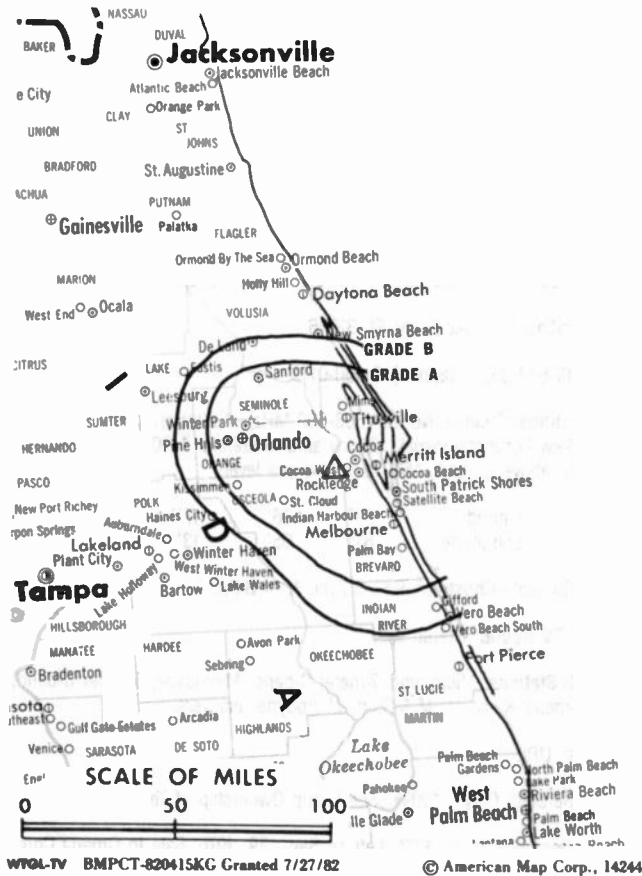 NASSAU
DUVAL
BAKER
Jacksonville
Jacksonville Beach
Atlantic Beach
e City
Orange Park
CLAY
ST
JOHNS
UNION
BRADFORD
St. Augustine
ACHUA
PUTNAM
Palatka
Gainesville
FLAGLER
Ormond By The Sea
Ormond Beach
MARION
Holly Hill
Daytona Beach
West End
Ocala
VOLUSIA
New Smyrna Beach
De Land
GRADE B
CITRUS
LAKE
Eustis
Sanford
GRADE A
Leesburg
SEMINOLE
Mims
Titusville
SUMTER
Winter Park
Pine Hills
Orlando
HERNANDO
Cocoa
Merritt Island
ORANGE
Cocoa West
Cocoa Beach
PASCO
Rockledge
South Patrick Shores
Kissimmee
OSCEOLA
St. Cloud
Satellite Beach
New Port Richey
POLK
Haines City
Indian Harbour Beach
rpon Springs
Auburndale
Melbourne
Lakeland
Winter Haven
Palm Bay
Plant City
West Winter Haven
BREVARD
Tampa
Lake Holloway
Bartow
Lake Wales
Gifford
INDIAN
RIVER
Vero Beach
Vero Beach South
HILLSBOROUGH
MANATEE
HARDEE
Avon Park
OKEECHOBEE
Sebring
Fort Pierce
Bradenton
ST. LUCIE
asota
utheast
Gulf Gate Estates
Arcadia
MARTIN
HIGHLANDS
Venice
SARASOTA
DE SOTO
Lake
Okeechobee
Palm Beach
Gardens
North Palm Beach
Lake Park
SCALE OF MILES
Pahokee
Riviera Beach
West
Palm Beach
0 50 100
lle Glade
Palm Beach
Lake Worth
Lantana
WTGL-TV BMPCT-820415KG Granted 7/27/82
© American Map Corp., 14244